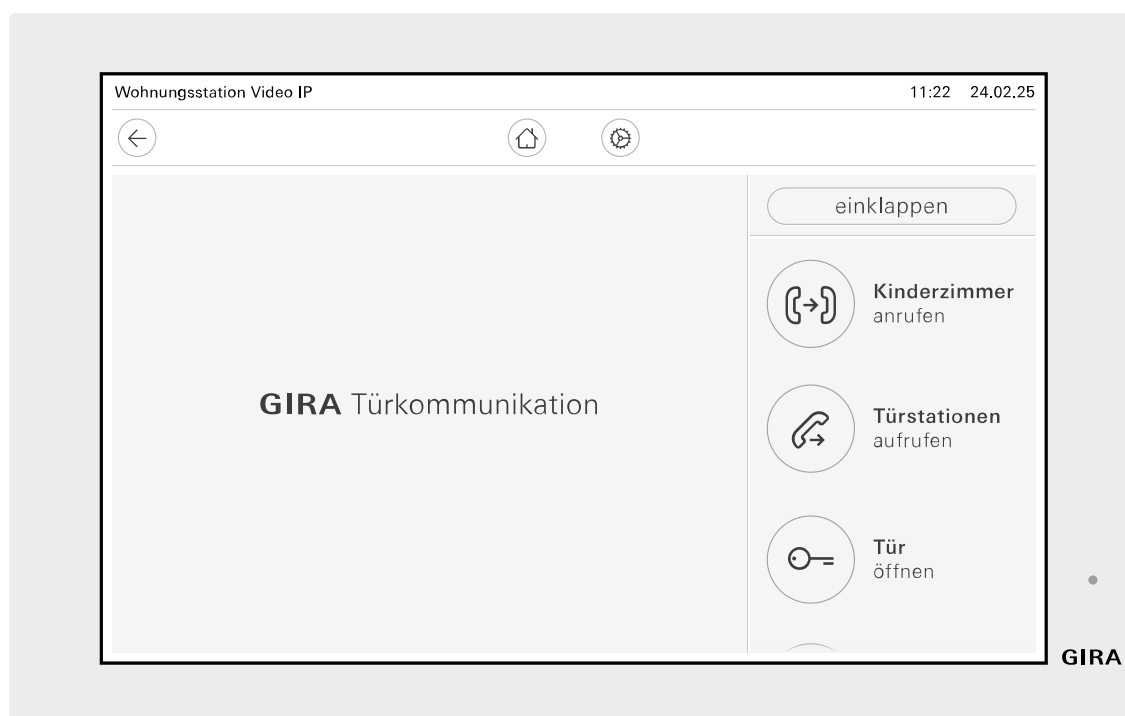 Wohnungsstation Video IP 11:22 24.02.25
einklappen
Kinderzimmer
anrufen
GIRA Türkommunikation
Türstationen
aufrufen
Tür
öffnen
GIRA